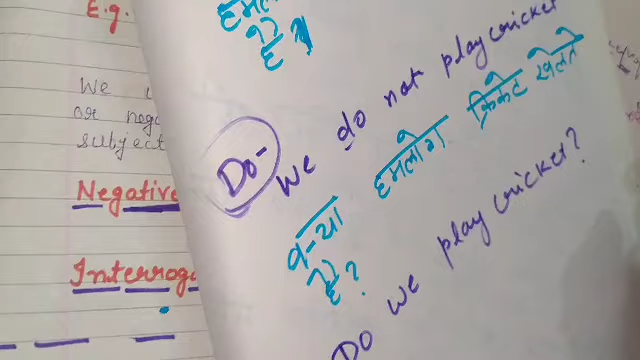 E.g.
हमलो
है।
We
or nega
subject
Negative
Interroga
Do-
We do not play cricket
क्या हमलोग क्रिकेट खेलते
है?
Do we play cricket?